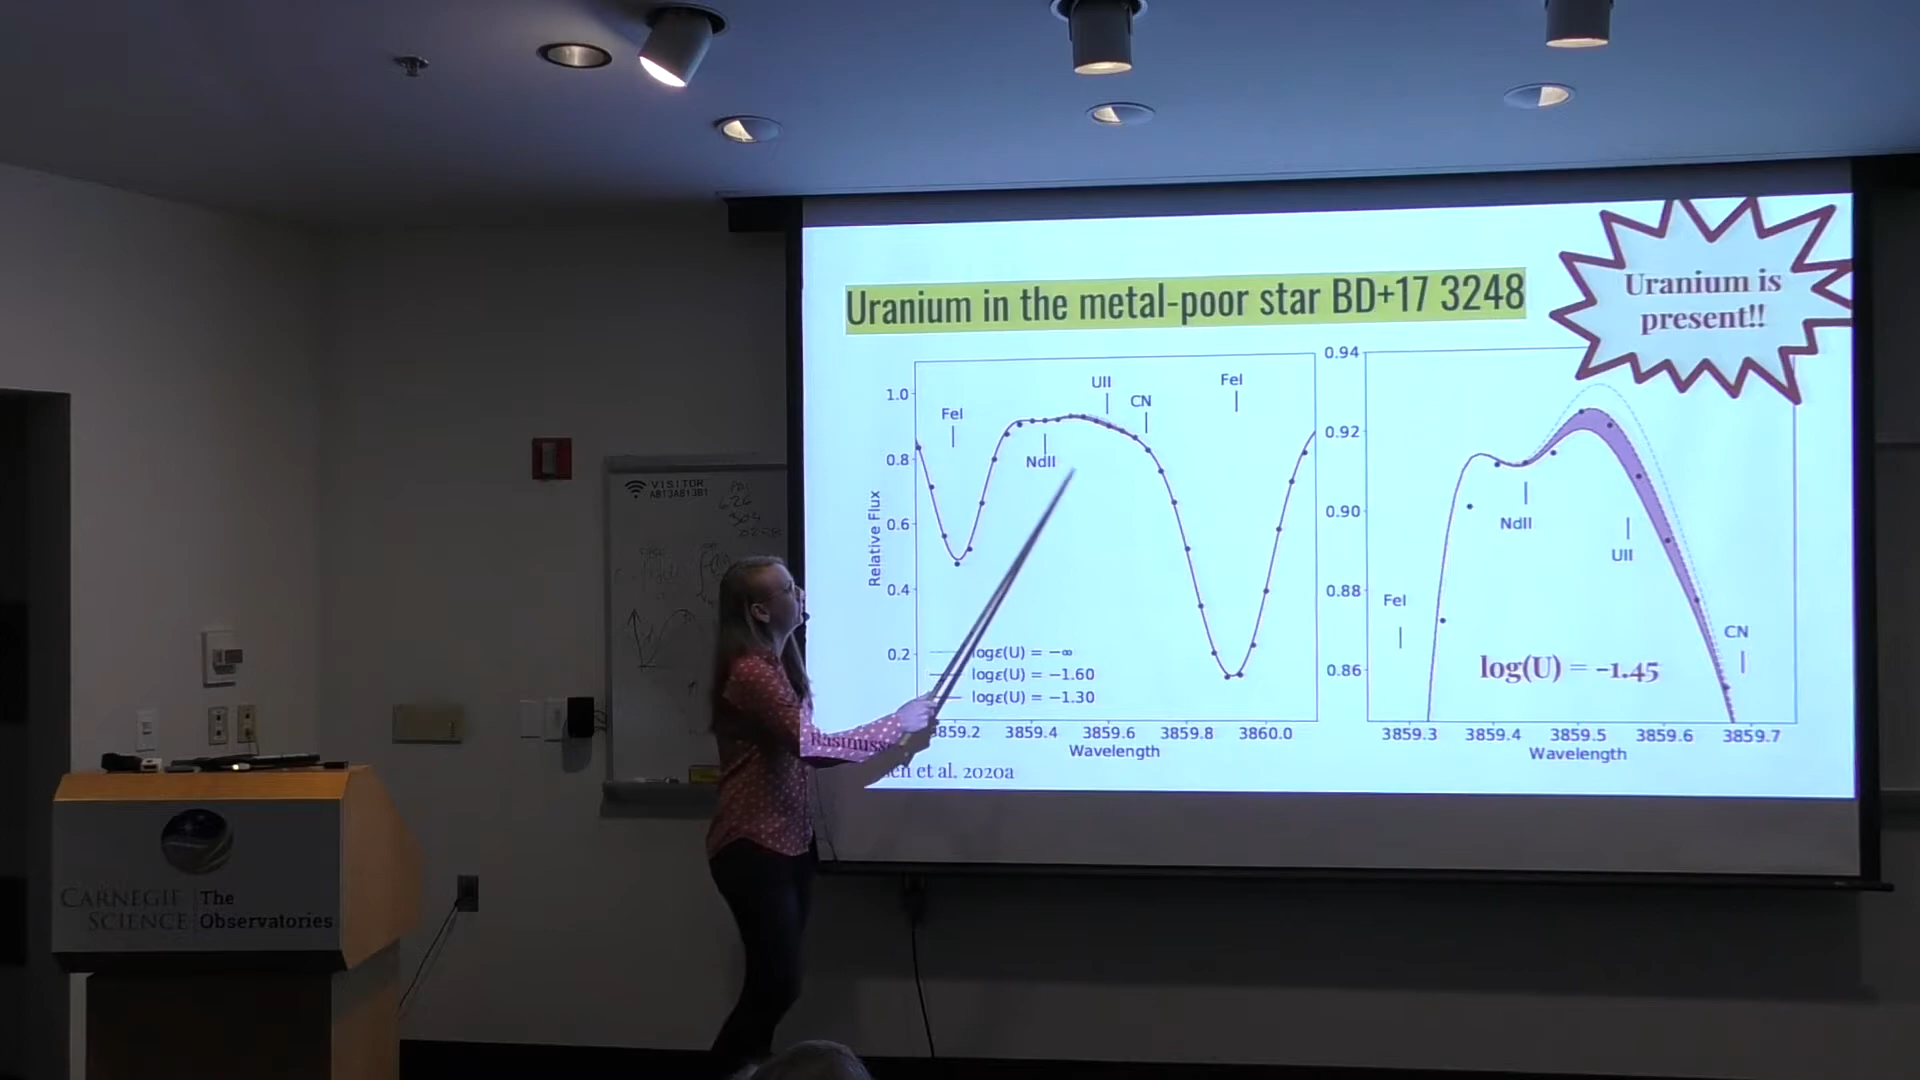 Uranium in the metal-poor star BD+17 3248
Uranium is
present!!
1.0
0.8
0.6
0.4
0.2
Relative Flux
FeI
NdII
UII
CN
FeI
logε(U) = −∞
logε(U) = −1.60
logε(U) = −1.30
3859.2 3859.4 3859.6 3859.8 3860.0
Wavelength
0.94
0.92
0.90
0.88
0.86
FeI
NdII
UII
CN
log(U) = -1.45
3859.3 3859.4 3859.5 3859.6 3859.7
Wavelength
en et al. 2020a
VISITOR
CARNEGIE
SCIENCE
The
Observatories